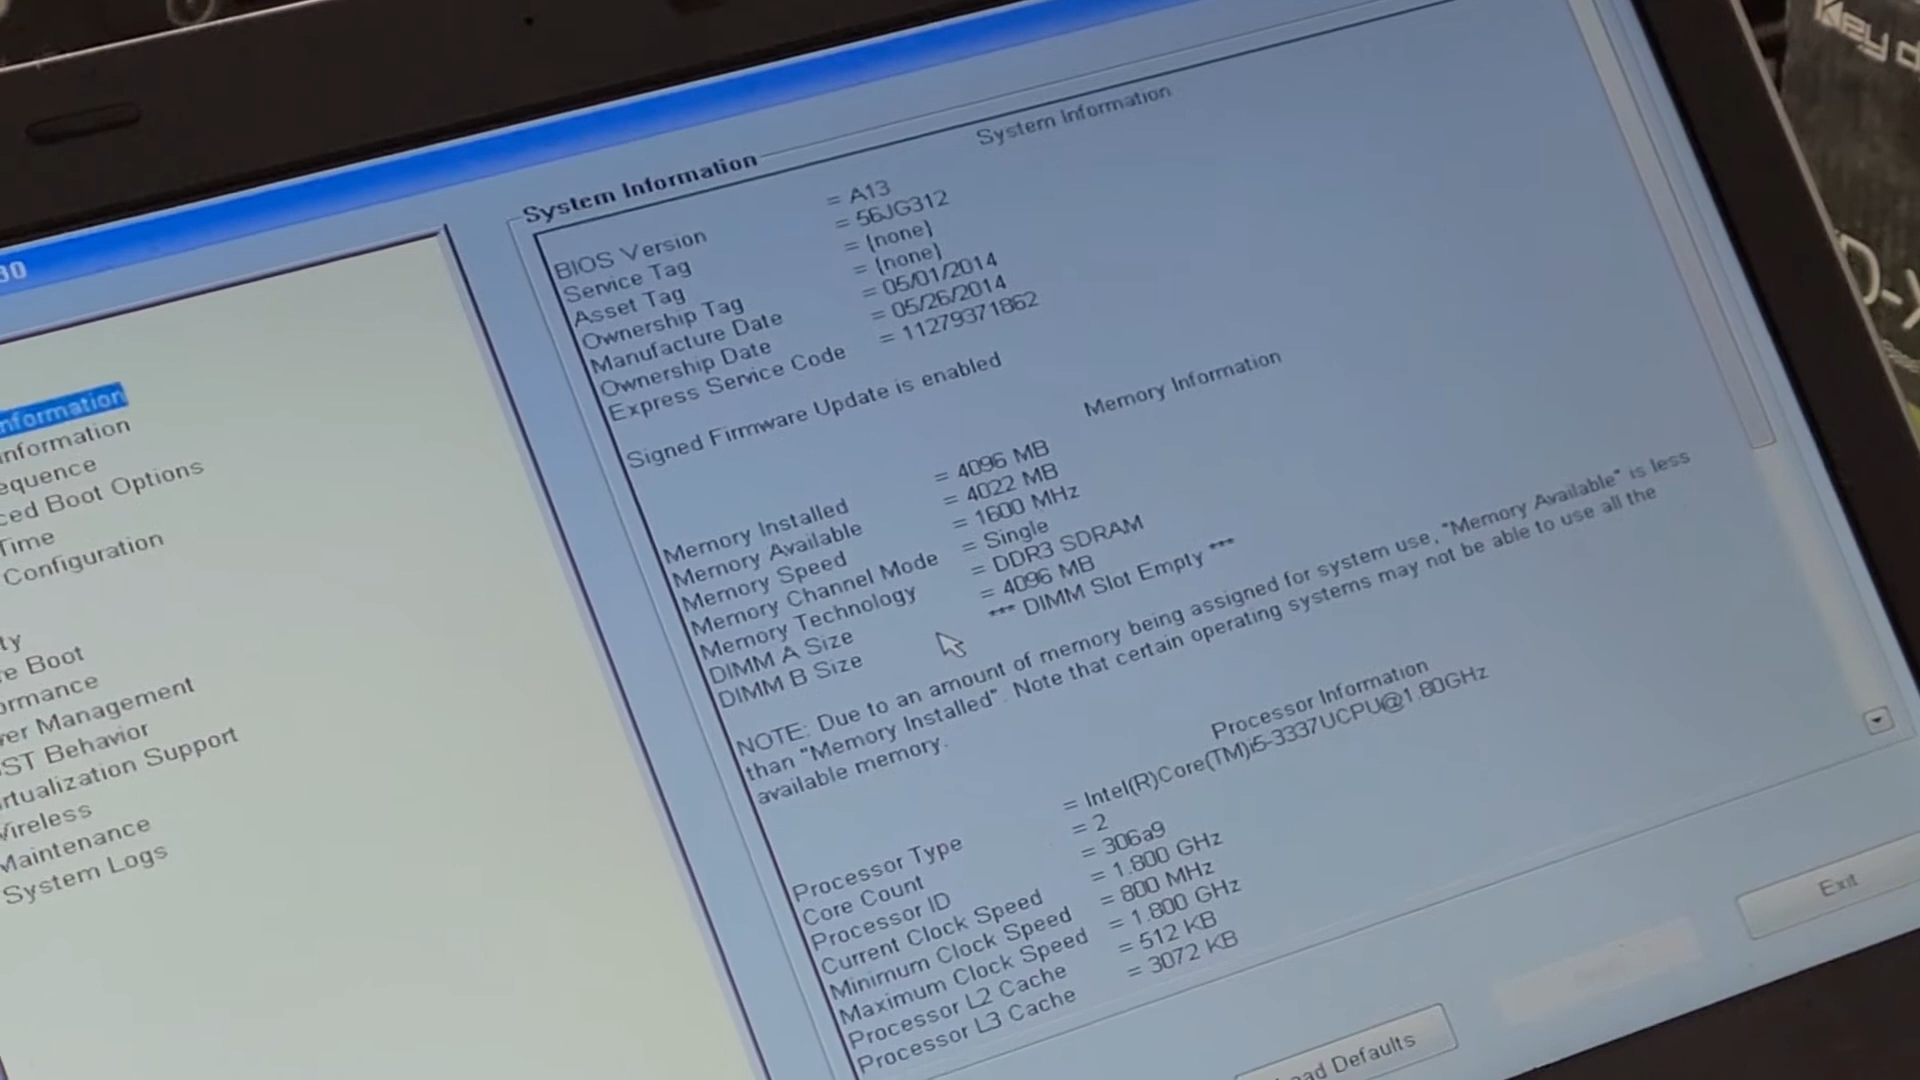 30
nformation
nformation
equence
ced Boot Options
Time
Configuration
ty
re Boot
ormance
er Management
ST Behavior
rtualization Support
Wireless
Maintenance
System Logs
System Information
System Information
BIOS Version = A13
Service Tag = 56JG312
Asset Tag = {none}
Ownership Tag = {none}
Manufacture Date = 05/01/2014
Ownership Date = 05/26/2014
Express Service Code = 11279371862
Signed Firmware Update is enabled
Memory Information
Memory Installed = 4096 MB
Memory Available = 4022 MB
Memory Speed = 1600 MHz
Memory Channel Mode = Single
Memory Technology = DDR3 SDRAM
DIMM A Size = 4096 MB
DIMM B Size *** DIMM Slot Empty ***
NOTE: Due to an amount of memory being assigned for system use, "Memory Available" is less
than "Memory Installed". Note that certain operating systems may not be able to use all the
available memory.
Processor Information
Processor Type = Intel(R)Core(TM)i5-3337UCPU@1.80GHz
Core Count = 2
Processor ID = 306a9
Current Clock Speed = 1.800 GHz
Minimum Clock Speed = 800 MHz
Maximum Clock Speed = 1.800 GHz
Processor L2 Cache = 512 KB
Processor L3 Cache = 3072 KB
oad Defaults
Exit
Key d